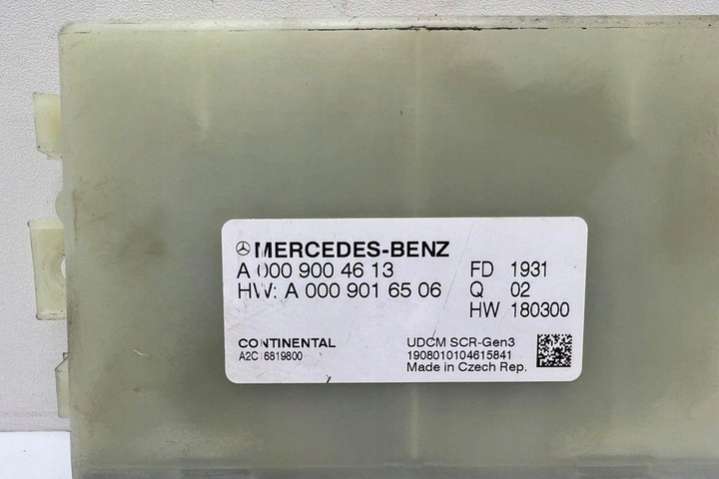 MERCEDES-BENZ
A 000 900 46 13
HW: A 000 901 65 06
FD 1931
Q 02
HW 180300
CONTINENTAL
A2C 6819800
UDCM SCR-Gen3
1908010104615841
Made in Czech Rep.